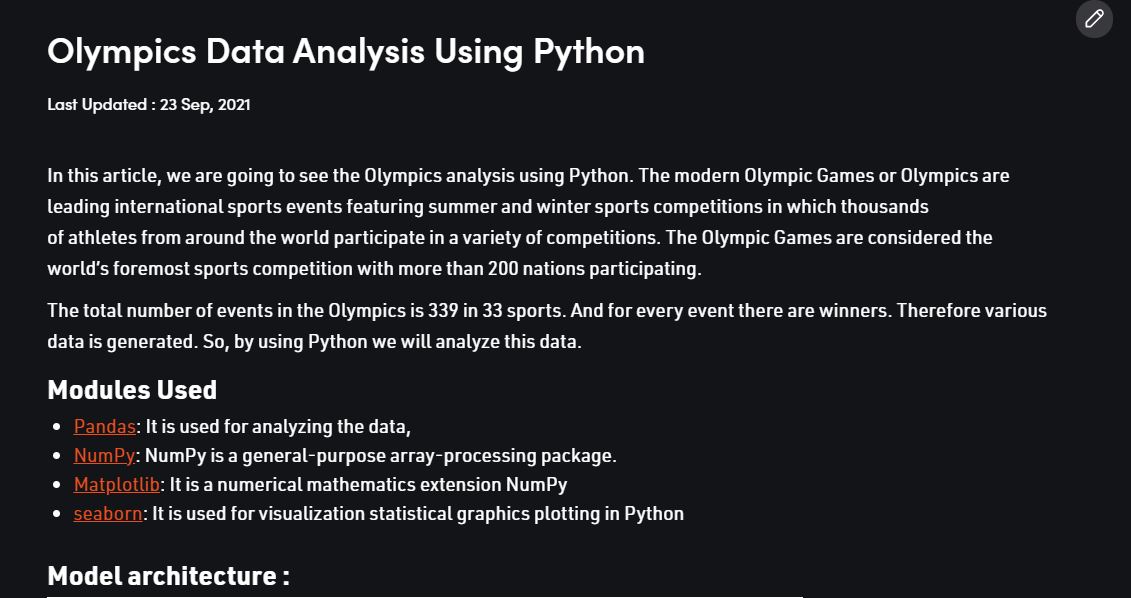 Olympics Data Analysis Using Python
Last Updated : 23 Sep, 2021
In this article, we are going to see the Olympics analysis using Python. The modern Olympic Games or Olympics are
leading international sports events featuring summer and winter sports competitions in which thousands
of athletes from around the world participate in a variety of competitions. The Olympic Games are considered the
world’s foremost sports competition with more than 200 nations participating.
The total number of events in the Olympics is 339 in 33 sports. And for every event there are winners. Therefore various
data is generated. So, by using Python we will analyze this data.
Modules Used
• Pandas: It is used for analyzing the data,
• NumPy: NumPy is a general-purpose array-processing package.
• Matplotlib: It is a numerical mathematics extension NumPy
• seaborn: It is used for visualization statistical graphics plotting in Python
Model architecture :